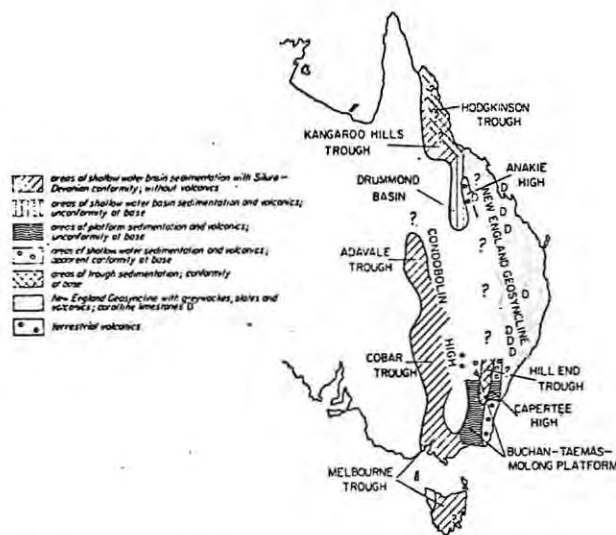 HODGKINSON
TROUGH
KANGAROO HILLS
TROUGH
ANAKIE
HIGH
DRUMMOND
BASIN
NEW ENGLAND GEOSYNCLINE
ADAVALE
TROUGH
CONDOBOLIN
HIGH
COBAR
TROUGH
HILL END
TROUGH
CAPERTEE
HIGH
BUCHAN-TAEMAS-
MOLONG PLATFORM
MELBOURNE
TROUGH
?
?
?
?
?
?
?
D
D
D
D
D
D
D
D
areas of shallow water basin sedimentation with Siluro-
Devonian conformity; without volcanics
areas of shallow water basin sedimentation and volcanics;
unconformity at base
areas of platform sedimentation and volcanics;
unconformity at base
areas of shallow water sedimentation and volcanics;
apparent conformity at base
areas of trough sedimentation; conformity
at base
New England Geosyncline with greywackes, slates and
volcanics; coralline limestones D
terrestrial volcanics